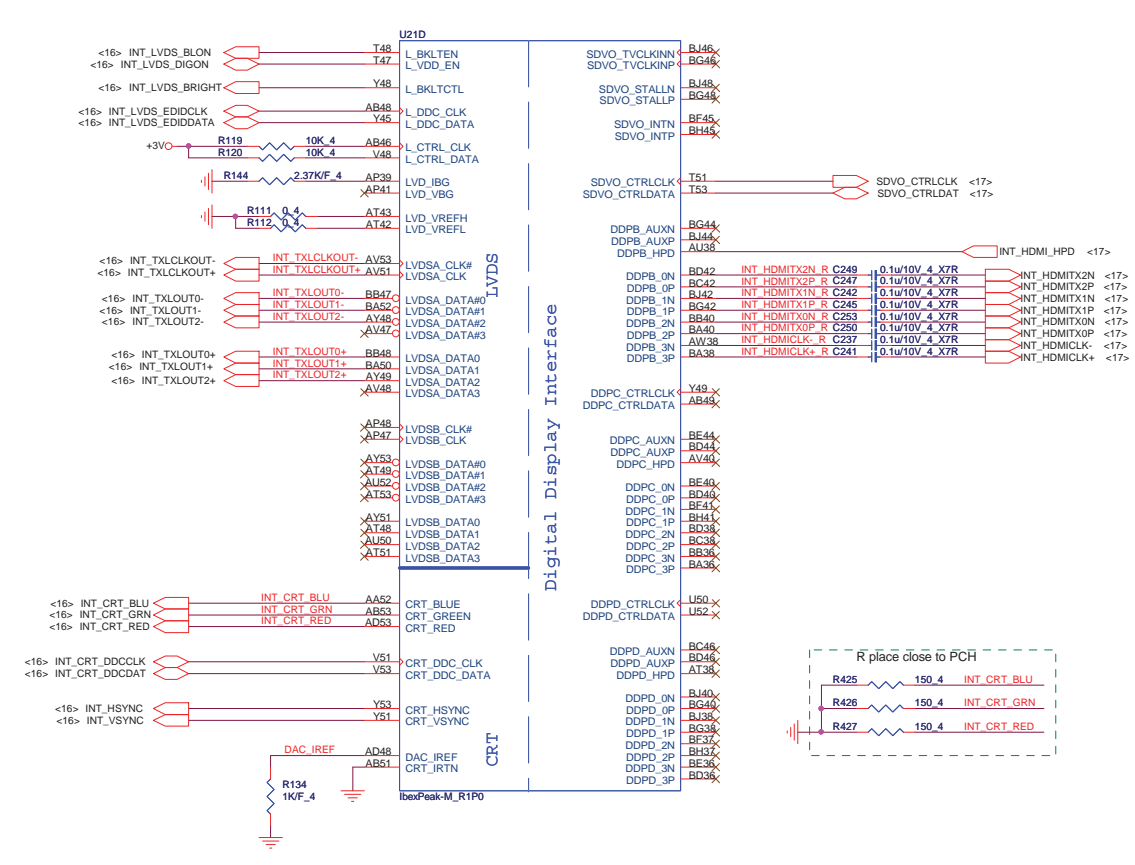 U21D
<16> INT_LVDS_BLON T48 L_BKLTEN
<16> INT_LVDS_DIGON T47 L_VDD_EN
<16> INT_LVDS_BRIGHT Y48 L_BKLTCTL
<16> INT_LVDS_EDIDCLK AB48 L_DDC_CLK
<16> INT_LVDS_EDIDDATA Y45 L_DDC_DATA
+3V R119 10K_4 AB46 L_CTRL_CLK
R120 10K_4 V48 L_CTRL_DATA
R144 2.37K/F_4 AP39 LVD_IBG
AP41 LVD_VBG
R111 0_4 AT43 LVD_VREFH
R112 0_4 AT42 LVD_VREFL
<16> INT_TXLCLKOUT- INT_TXLCLKOUT- AV53 LVDSA_CLK#
<16> INT_TXLCLKOUT+ INT_TXLCLKOUT+ AV51 LVDSA_CLK
<16> INT_TXLOUT0- INT_TXLOUT0- BB47 LVDSA_DATA#0
<16> INT_TXLOUT1- INT_TXLOUT1- BA52 LVDSA_DATA#1
<16> INT_TXLOUT2- INT_TXLOUT2- AY48 LVDSA_DATA#2
AV47 LVDSA_DATA#3
<16> INT_TXLOUT0+ INT_TXLOUT0+ BB48 LVDSA_DATA0
<16> INT_TXLOUT1+ INT_TXLOUT1+ BA50 LVDSA_DATA1
<16> INT_TXLOUT2+ INT_TXLOUT2+ AY49 LVDSA_DATA2
AV48 LVDSA_DATA3
AP48 LVDSB_CLK#
AP47 LVDSB_CLK
AY53 LVDSB_DATA#0
AT49 LVDSB_DATA#1
AU52 LVDSB_DATA#2
AT53 LVDSB_DATA#3
AY51 LVDSB_DATA0
AT48 LVDSB_DATA1
AU50 LVDSB_DATA2
AT51 LVDSB_DATA3
<16> INT_CRT_BLU INT_CRT_BLU AA52 CRT_BLUE
<16> INT_CRT_GRN INT_CRT_GRN AB53 CRT_GREEN
<16> INT_CRT_RED INT_CRT_RED AD53 CRT_RED
<16> INT_CRT_DDCCLK V51 CRT_DDC_CLK
<16> INT_CRT_DDCDAT V53 CRT_DDC_DATA
<16> INT_HSYNC Y53 CRT_HSYNC
<16> INT_VSYNC Y51 CRT_VSYNC
DAC_IREF AD48 DAC_IREF
AB51 CRT_IRTN
R134
1K/F_4
IbexPeak-M_R1P0
LVDS
CRT
Digital Display Interface
SDVO_TVCLKINN BJ46
SDVO_TVCLKINP BG46
SDVO_STALLN BJ48
SDVO_STALLP BG48
SDVO_INTN BF45
SDVO_INTP BH45
SDVO_CTRLCLK T51 SDVO_CTRLCLK <17>
SDVO_CTRLDATA T53 SDVO_CTRLDAT <17>
DDPB_AUXN BG44
DDPB_AUXP BJ44
DDPB_HPD AU38 INT_HDMI_HPD <17>
DDPB_0N BD42 INT_HDMITX2N_R C249 0.1u/10V_4_X7R INT_HDMITX2N <17>
DDPB_0P BC42 INT_HDMITX2P_R C247 0.1u/10V_4_X7R INT_HDMITX2P <17>
DDPB_1N BJ42 INT_HDMITX1N_R C242 0.1u/10V_4_X7R INT_HDMITX1N <17>
DDPB_1P BG42 INT_HDMITX1P_R C245 0.1u/10V_4_X7R INT_HDMITX1P <17>
DDPB_2N BB40 INT_HDMITX0N_R C253 0.1u/10V_4_X7R INT_HDMITX0N <17>
DDPB_2P BA40 INT_HDMITX0P_R C250 0.1u/10V_4_X7R INT_HDMITX0P <17>
DDPB_3N AW38 INT_HDMICLK-_R C237 0.1u/10V_4_X7R INT_HDMICLK- <17>
DDPB_3P BA38 INT_HDMICLK+_R C241 0.1u/10V_4_X7R INT_HDMICLK+ <17>
DDPC_CTRLCLK Y49
DDPC_CTRLDATA AB49
DDPC_AUXN BE44
DDPC_AUXP BD44
DDPC_HPD AV40
DDPC_0N BE40
DDPC_0P BD40
DDPC_1N BF41
DDPC_1P BH41
DDPC_2N BD38
DDPC_2P BC38
DDPC_3N BB36
DDPC_3P BA36
DDPD_CTRLCLK U50
DDPD_CTRLDATA U52
DDPD_AUXN BC46
DDPD_AUXP BD46
DDPD_HPD AT38
DDPD_0N BJ40
DDPD_0P BG40
DDPD_1N BJ38
DDPD_1P BG38
DDPD_2N BF37
DDPD_2P BH37
DDPD_3N BE36
DDPD_3P BD36
R place close to PCH
R425 150_4 INT_CRT_BLU
R426 150_4 INT_CRT_GRN
R427 150_4 INT_CRT_RED